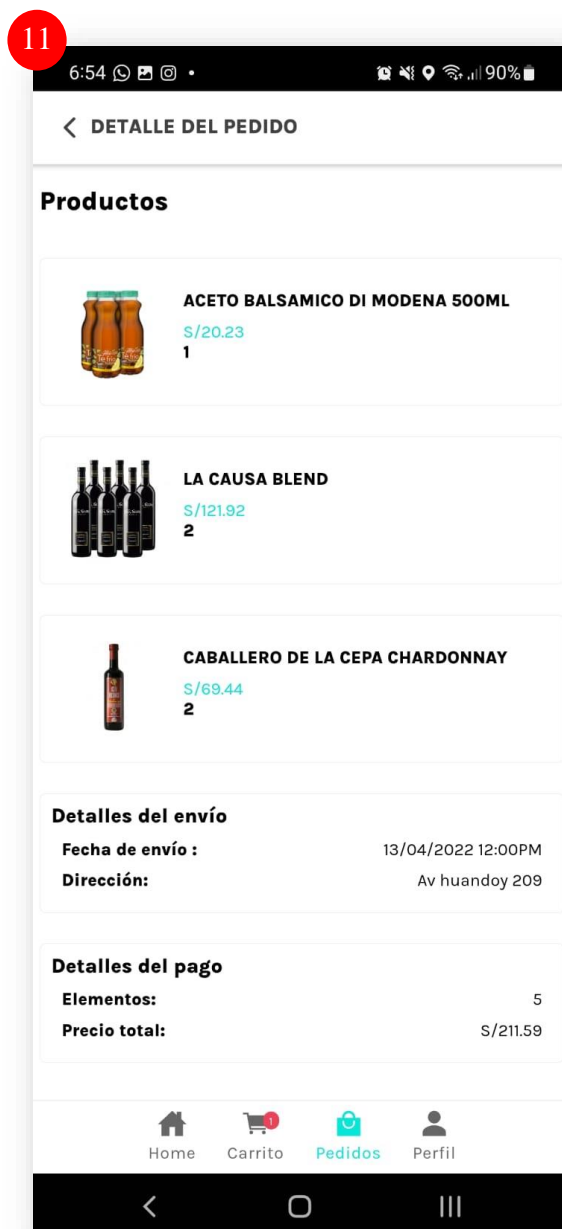 11
6:54
90%
DETALLE DEL PEDIDO
Productos
ACETO BALSAMICO DI MODENA 500ML
S/20.23
1
LA CAUSA BLEND
S/121.92
2
CABALLERO DE LA CEPA CHARDONNAY
S/69.44
2
Detalles del envío
Fecha de envío : 13/04/2022 12:00PM
Dirección: Av huandoy 209
Detalles del pago
Elementos: 5
Precio total: S/211.59
1
Home Carrito Pedidos Perfil